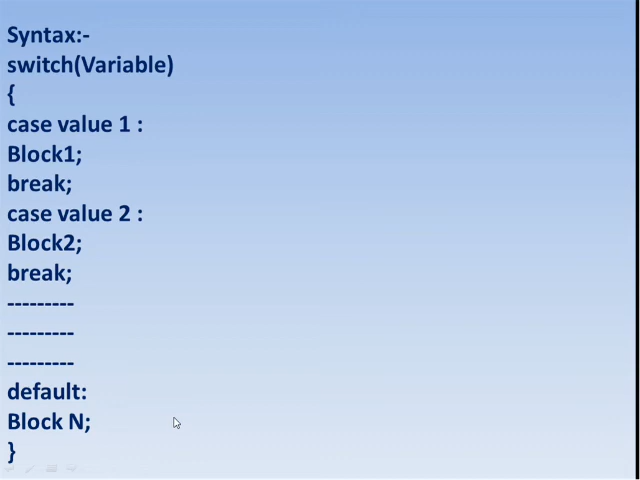 Syntax:-
switch(Variable)
{
case value 1 :
Block1;
break;
case value 2 :
Block2;
break;
---------
---------
---------
default:
Block N;
}